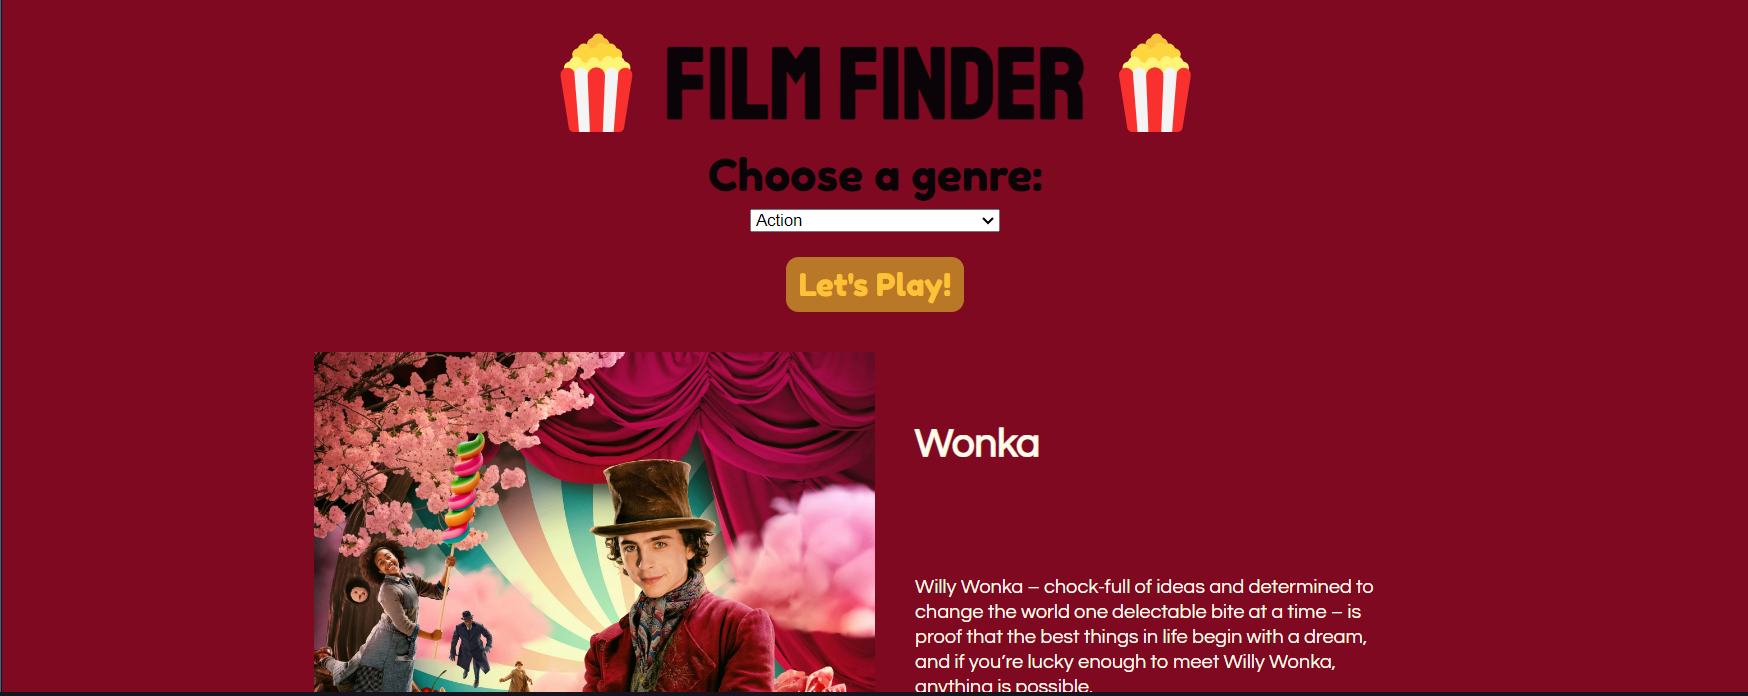 FILM FINDER
Choose a genre:
Action
Let's Play!
Wonka
Willy Wonka – chock-full of ideas and determined to
change the world one delectable bite at a time – is
proof that the best things in life begin with a dream,
and if you’re lucky enough to meet Willy Wonka,
anything is possible.